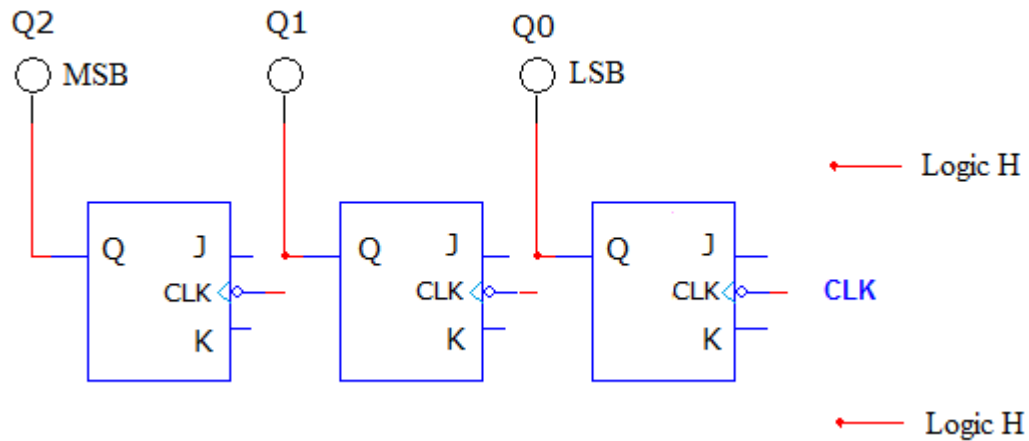 Q2 Q1 Q0
MSB LSB
Logic H
Q J Q J Q J
CLK CLK CLK CLK
K K K
Logic H